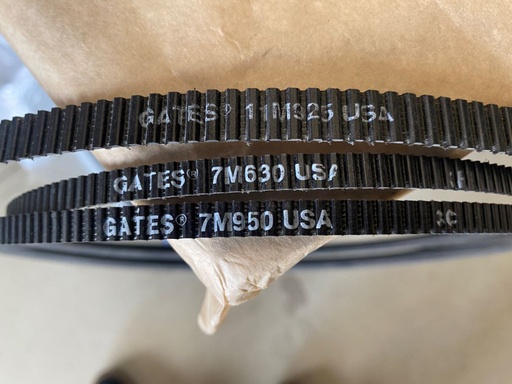 GATES® 11M925 USA
GATES® 7M630 USA
GATES® 7M950 USA